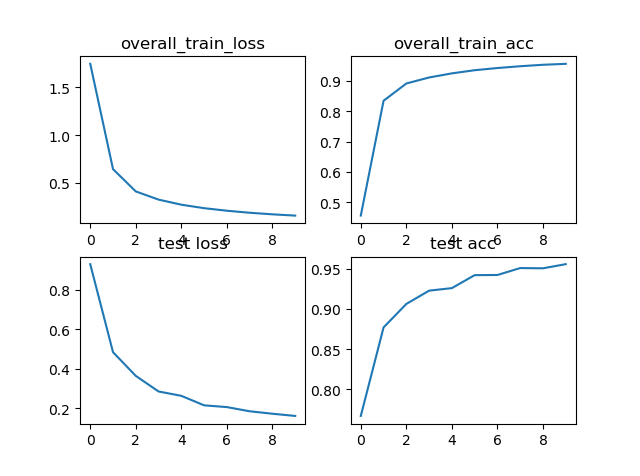 overall_train_loss
overall_train_acc
1.5
1.0
0.5
0 2 4 6 8
0.9
0.8
0.7
0.6
0.5
0 2 4 6 8
test loss
test acc
0.8
0.6
0.4
0.2
0 2 4 6 8
0.95
0.90
0.85
0.80
0 2 4 6 8